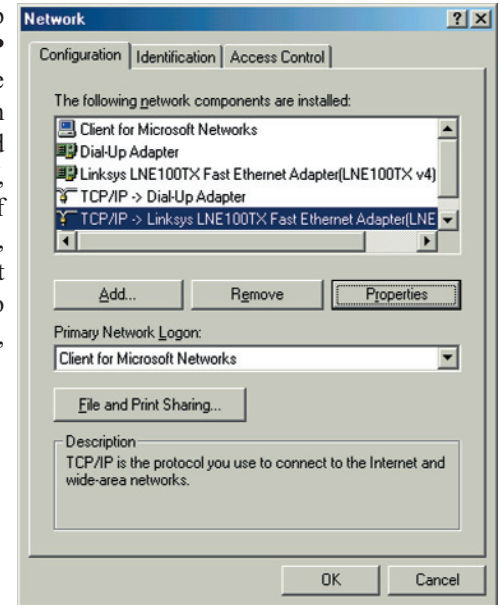 Network
Configuration Identification Access Control
The following network components are installed:
Client for Microsoft Networks
Dial-Up Adapter
Linksys LNE100TX Fast Ethernet Adapter(LNE100TX v4)
TCP/IP -> Dial-Up Adapter
TCP/IP -> Linksys LNE100TX Fast Ethernet Adapter(LNE
Add... Remove Properties
Primary Network Logon:
Client for Microsoft Networks
File and Print Sharing...
Description
TCP/IP is the protocol you use to connect to the Internet and
wide-area networks.
OK Cancel